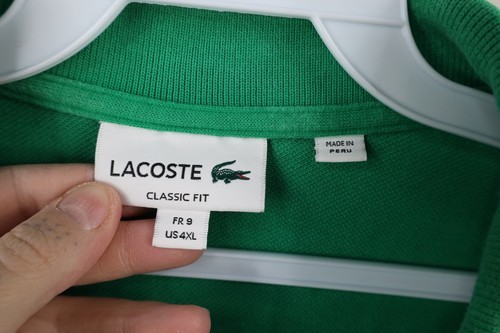 LACOSTE
CLASSIC FIT
FR 9
US 4XL
MADE IN
PERU